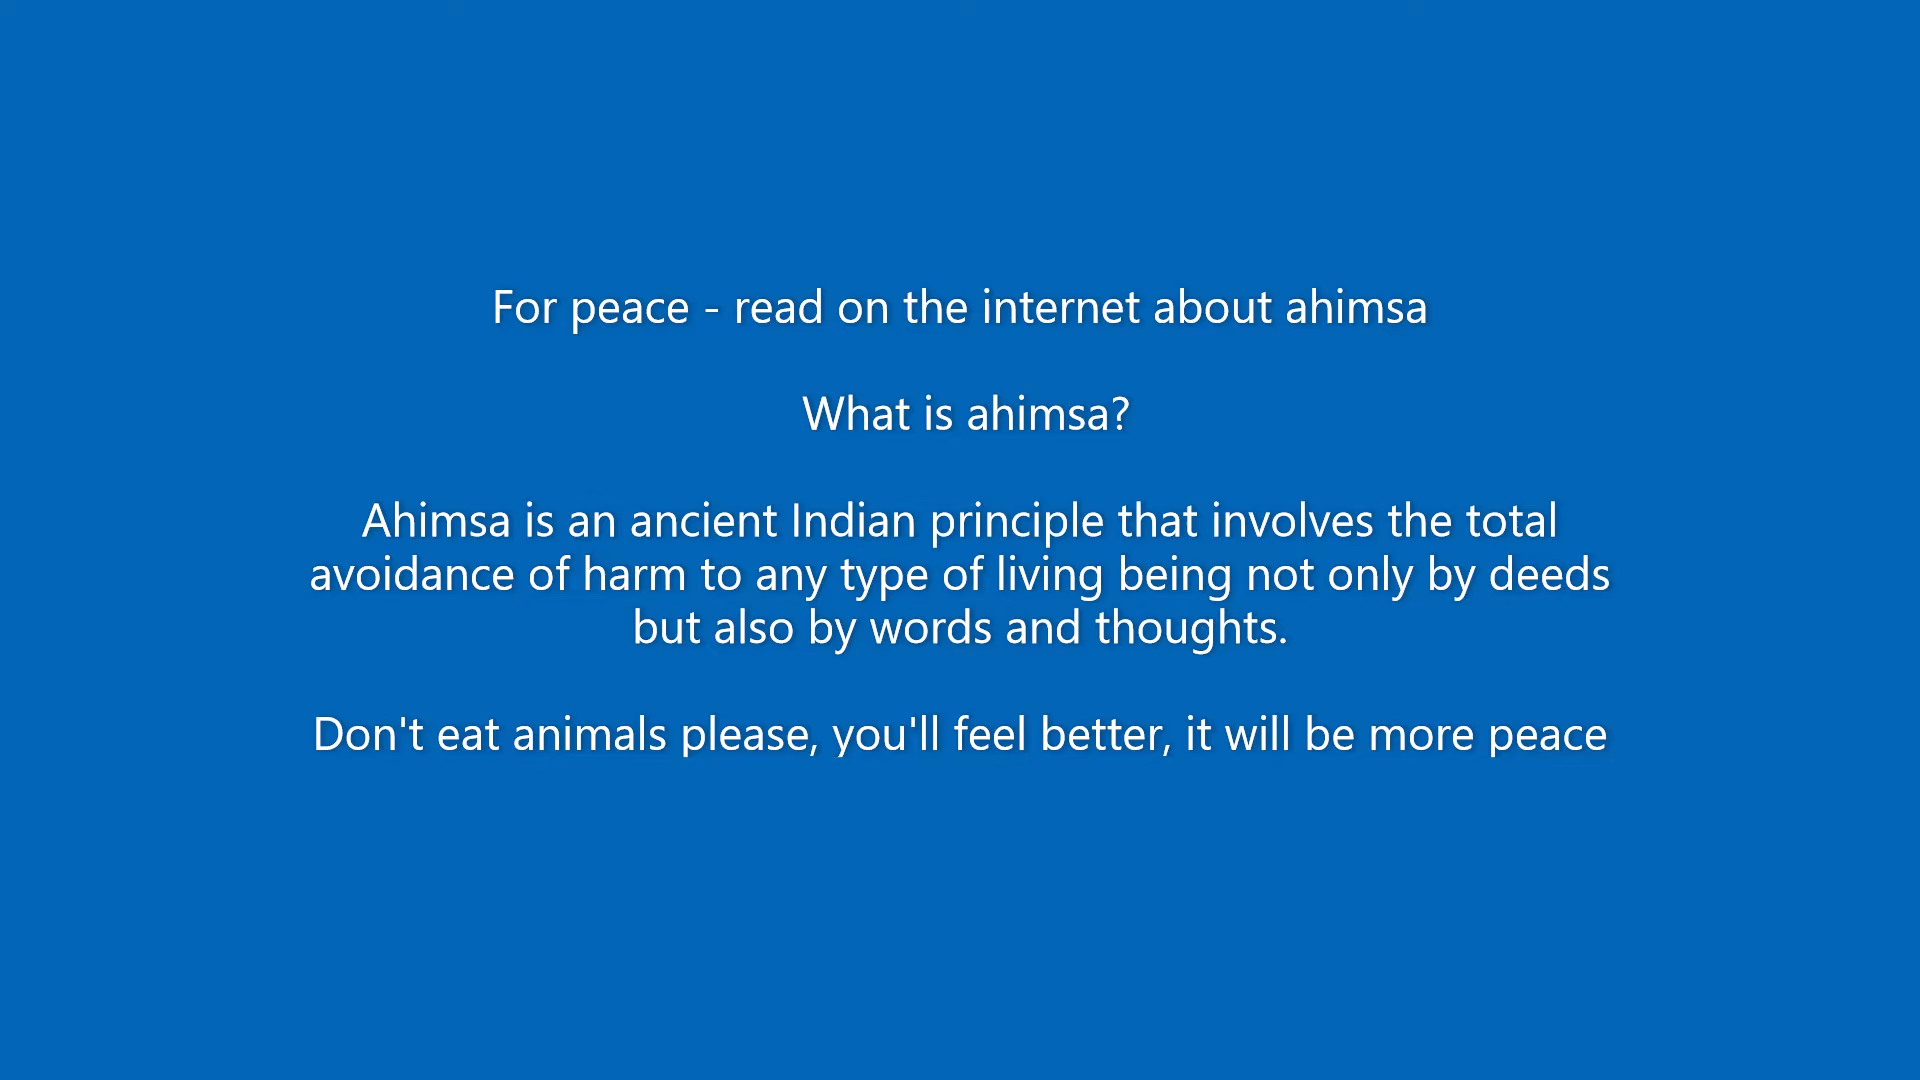 For peace - read on the internet about ahimsa
What is ahimsa?
Ahimsa is an ancient Indian principle that involves the total
avoidance of harm to any type of living being not only by deeds
but also by words and thoughts.
Don't eat animals please, you'll feel better, it will be more peace